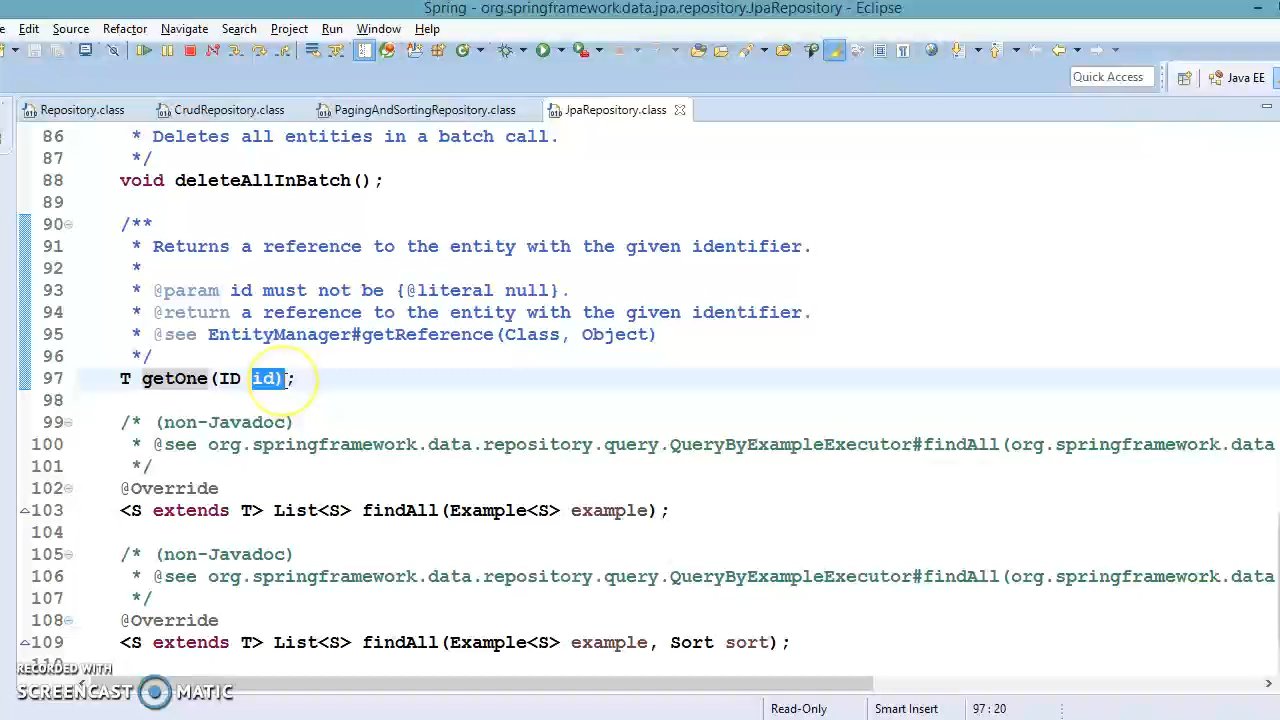 Spring - org.springframework.data.jpa.repository.JpaRepository - Eclipse
Edit Source Refactor Navigate Search Project Run Window Help
Quick Access Java EE
Repository.class CrudRepository.class PagingAndSortingRepository.class JpaRepository.class
86 * Deletes all entities in a batch call.
87 */
88 void deleteAllInBatch();
89
90 /**
91 * Returns a reference to the entity with the given identifier.
92 *
93 * @param id must not be {@literal null}.
94 * @return a reference to the entity with the given identifier.
95 * @see EntityManager#getReference(Class, Object)
96 */
97 T getOne(ID id);
98
99 /* (non-Javadoc)
100 * @see org.springframework.data.repository.query.QueryByExampleExecutor#findAll(org.springframework.data
101 */
102 @Override
103 <S extends T> List<S> findAll(Example<S> example);
104
105 /* (non-Javadoc)
106 * @see org.springframework.data.repository.query.QueryByExampleExecutor#findAll(org.springframework.data
107 */
108 @Override
109 <S extends T> List<S> findAll(Example<S> example, Sort sort);
RECORDED WITH
SCREENCAST MATIC
Read-Only Smart Insert 97 : 20